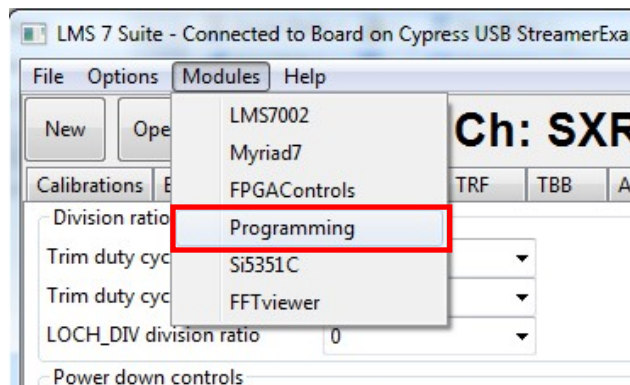 LMS 7 Suite - Connected to Board on Cypress USB StreamerExa
File Options Modules Help
New Ope Ch: SXR
LMS7002
Myriad7
FPGAControls
Programming
Si5351C
FFTviewer
Calibrations TRF TBB A
Division ratio
Trim duty cyc
Trim duty cyc
LOCH_DIV division ratio 0
Power down controls